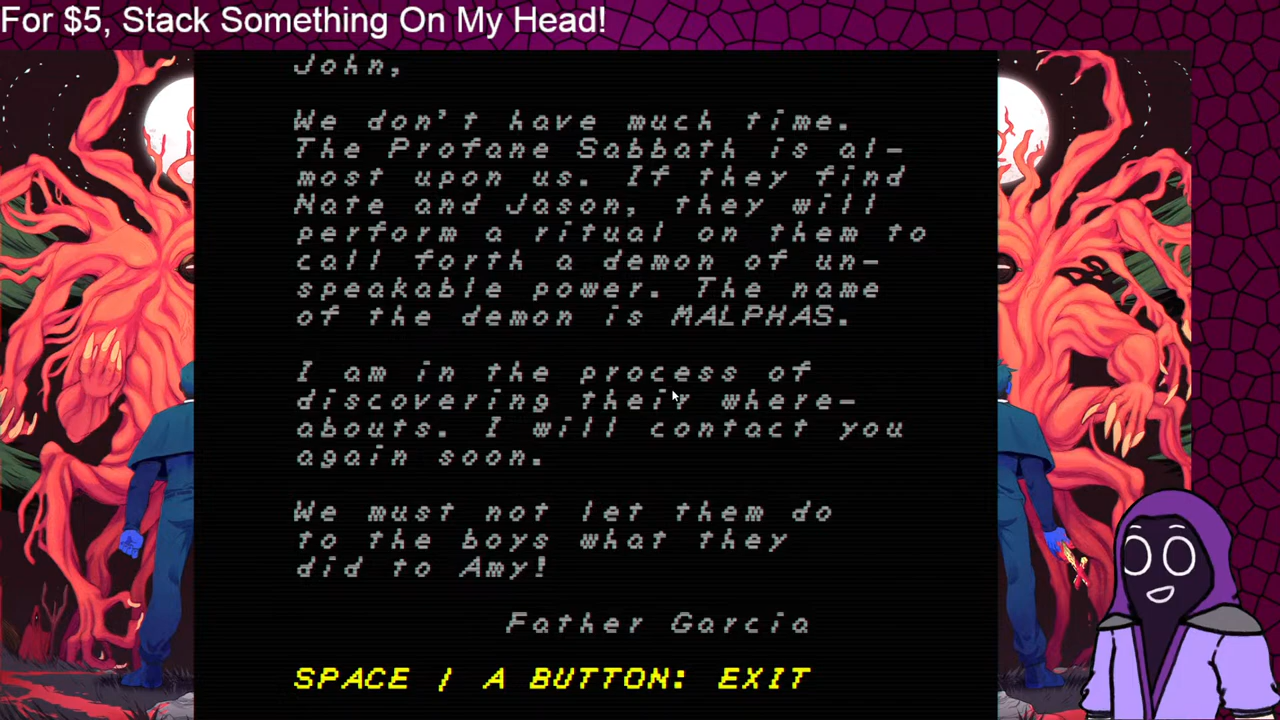 For $5, Stack Something On My Head!
John,
We don't have much time.
The Profane Sabbath is al-
most upon us. If they find
Nate and Jason, they will
perform a ritual on them to
call forth a demon of un-
speakable power. The name
of the demon is MALPHAS.
I am in the process of
discovering their where-
abouts. I will contact you
again soon.
We must not let them do
to the boys what they
did to Amy!
Father Garcia
SPACE / A BUTTON: EXIT